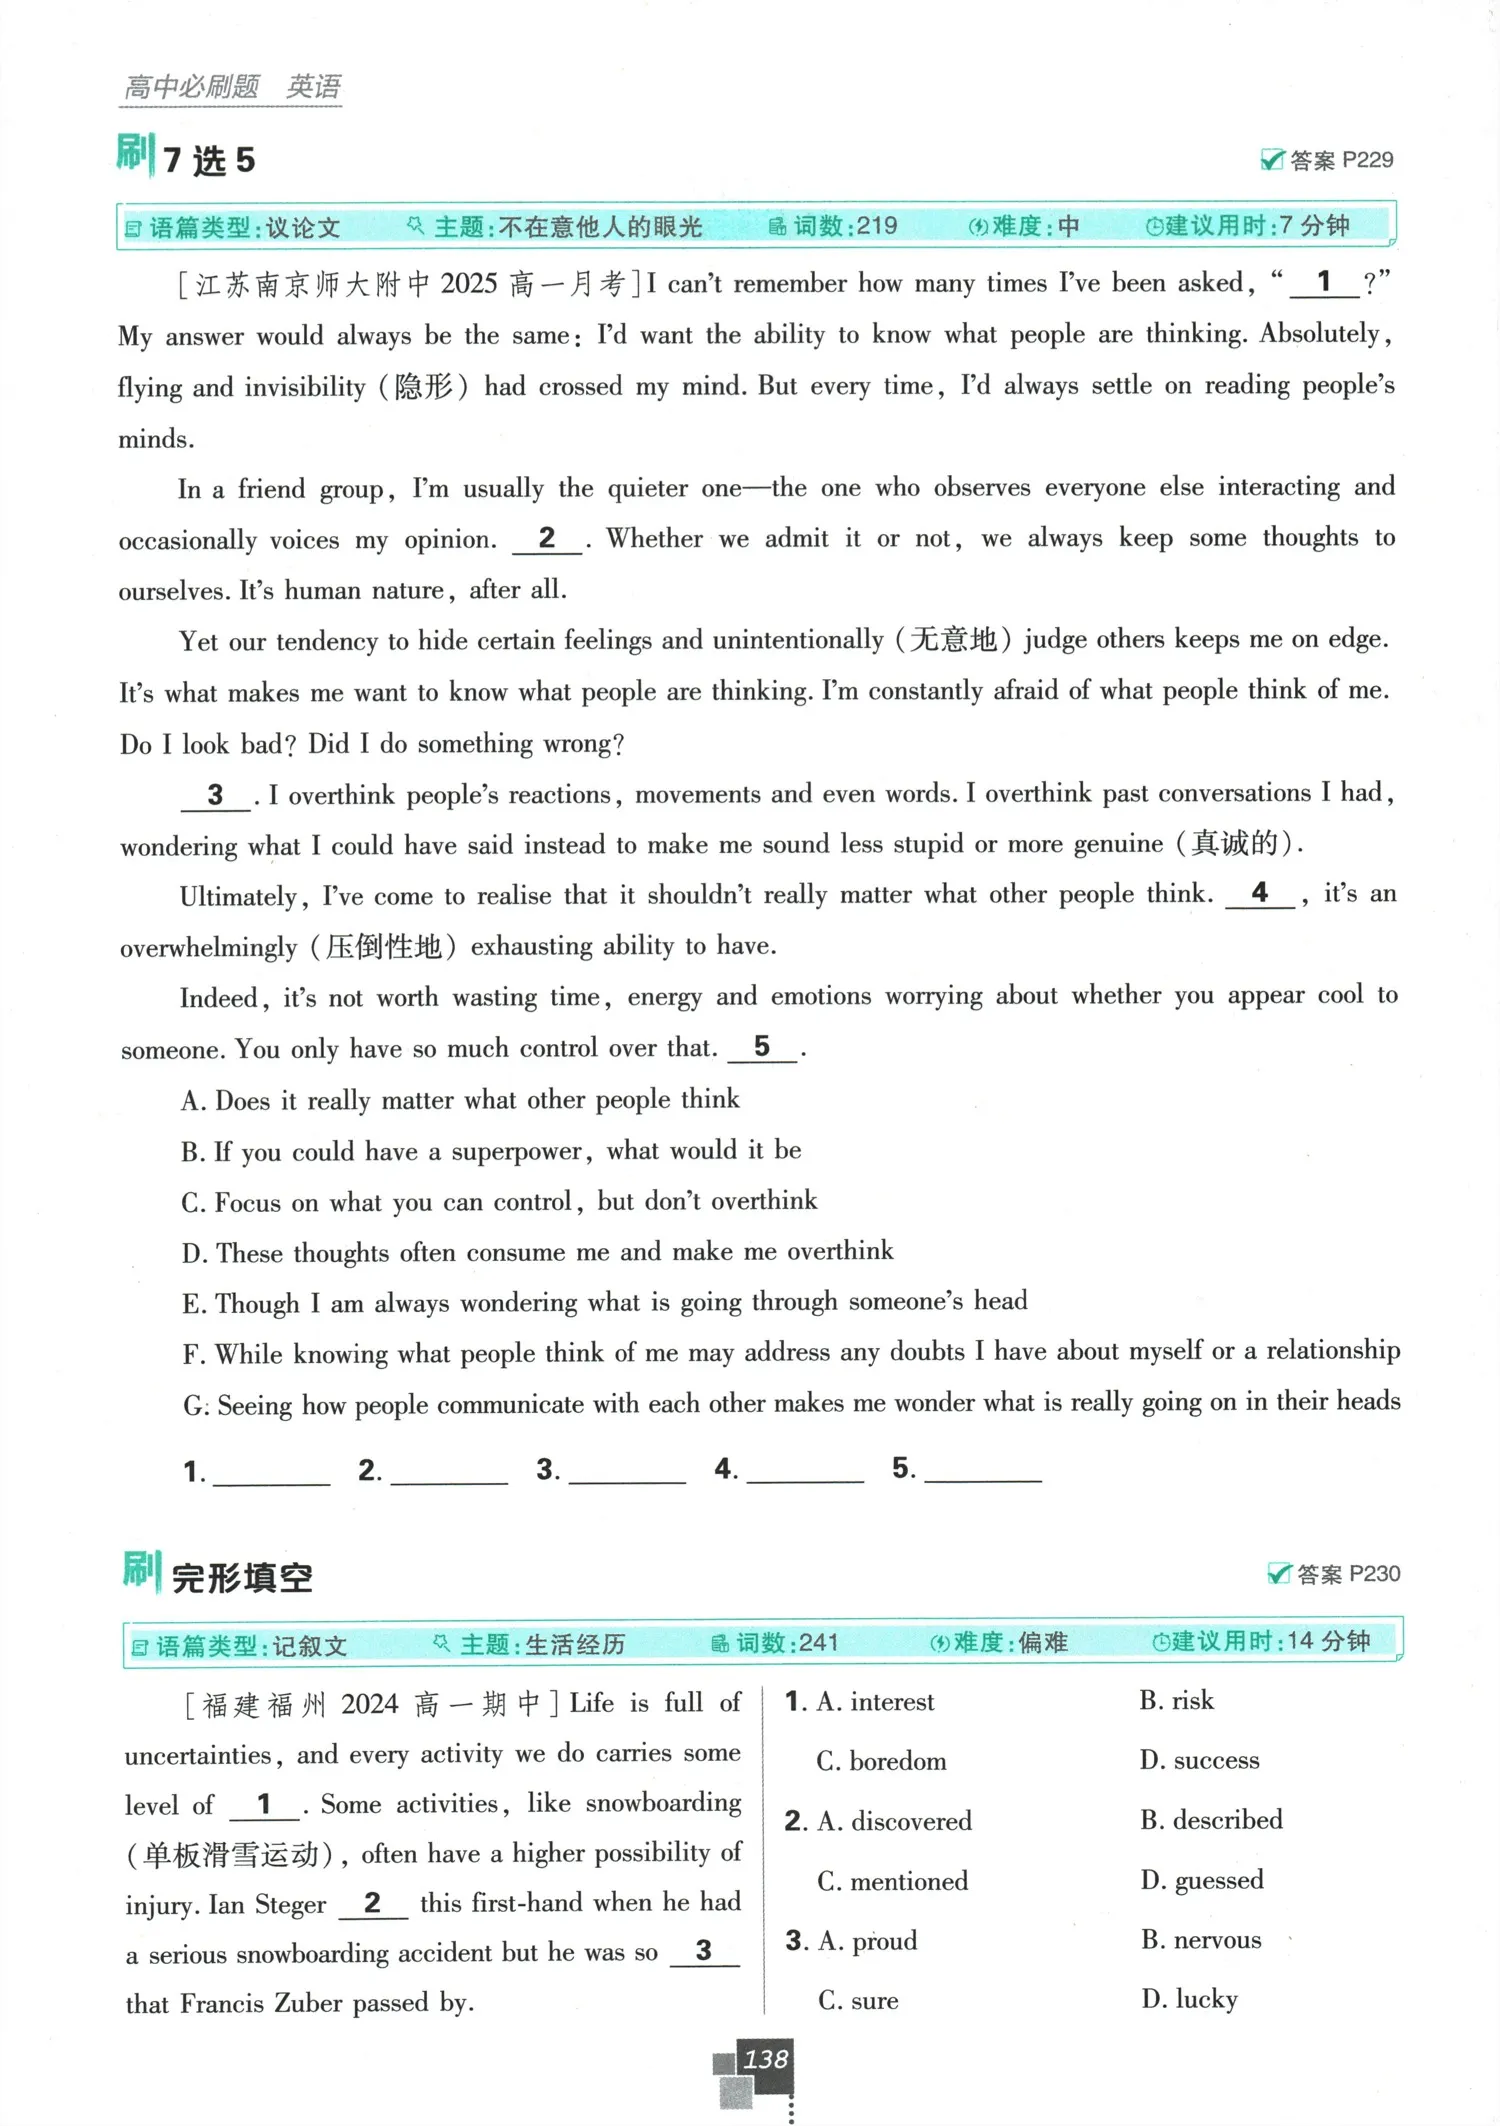 高中必刷题 英语
刷 7 选 5
答案 P229
语篇类型:议论文 主题:不在意他人的眼光 词数:219 难度:中 建议用时:7 分钟
[江苏南京师大附中 2025 高一月考]I can't remember how many times I've been asked, “ 1 ?”
My answer would always be the same: I'd want the ability to know what people are thinking. Absolutely,
flying and invisibility (隐形) had crossed my mind. But every time, I'd always settle on reading people's
minds.
In a friend group, I'm usually the quieter one—the one who observes everyone else interacting and
occasionally voices my opinion. 2 . Whether we admit it or not, we always keep some thoughts to
ourselves. It's human nature, after all.
Yet our tendency to hide certain feelings and unintentionally (无意地) judge others keeps me on edge.
It's what makes me want to know what people are thinking. I'm constantly afraid of what people think of me.
Do I look bad? Did I do something wrong?
3 . I overthink people's reactions, movements and even words. I overthink past conversations I had,
wondering what I could have said instead to make me sound less stupid or more genuine (真诚的).
Ultimately, I've come to realise that it shouldn't really matter what other people think. 4 , it's an
overwhelmingly (压倒性地) exhausting ability to have.
Indeed, it's not worth wasting time, energy and emotions worrying about whether you appear cool to
someone. You only have so much control over that. 5 .
A. Does it really matter what other people think
B. If you could have a superpower, what would it be
C. Focus on what you can control, but don't overthink
D. These thoughts often consume me and make me overthink
E. Though I am always wondering what is going through someone's head
F. While knowing what people think of me may address any doubts I have about myself or a relationship
G. Seeing how people communicate with each other makes me wonder what is really going on in their heads
1. 2. 3. 4. 5.
刷 完形填空
答案 P230
语篇类型:记叙文 主题:生活经历 词数:241 难度:偏难 建议用时:14 分钟
[福建福州 2024 高一期中]Life is full of
uncertainties, and every activity we do carries some
level of 1 . Some activities, like snowboarding
(单板滑雪运动), often have a higher possibility of
injury. Ian Steger 2 this first-hand when he had
a serious snowboarding accident but he was so 3
that Francis Zuber passed by.
1. A. interest B. risk
C. boredom D. success
2. A. discovered B. described
C. mentioned D. guessed
3. A. proud B. nervous
C. sure D. lucky
138